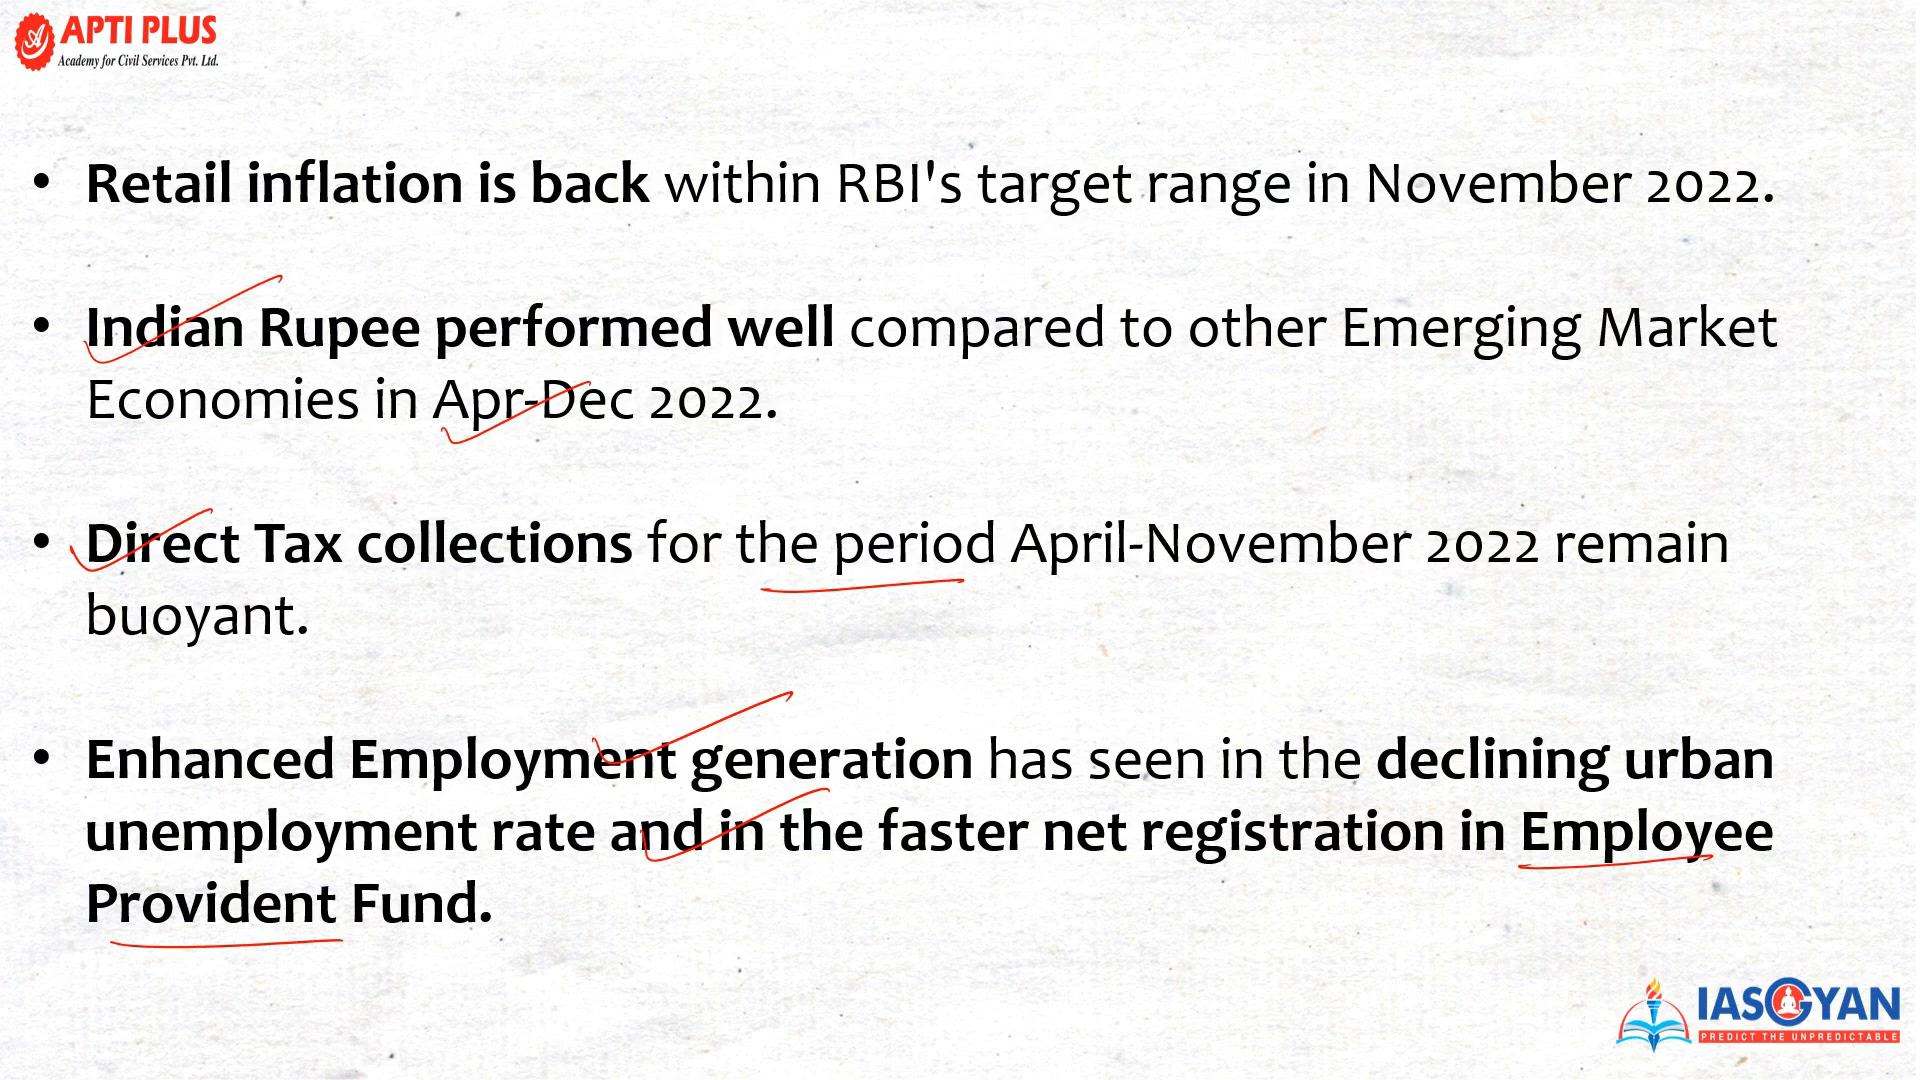 APTI PLUS
Academy for Civil Services Pvt. Ltd.
• Retail inflation is back within RBI's target range in November 2022.
• Indian Rupee performed well compared to other Emerging Market
Economies in Apr-Dec 2022.
• Direct Tax collections for the period April-November 2022 remain
buoyant.
• Enhanced Employment generation has seen in the declining urban
unemployment rate and in the faster net registration in Employee
Provident Fund.
IASGYAN
PREDICT THE UNPREDICTABLE